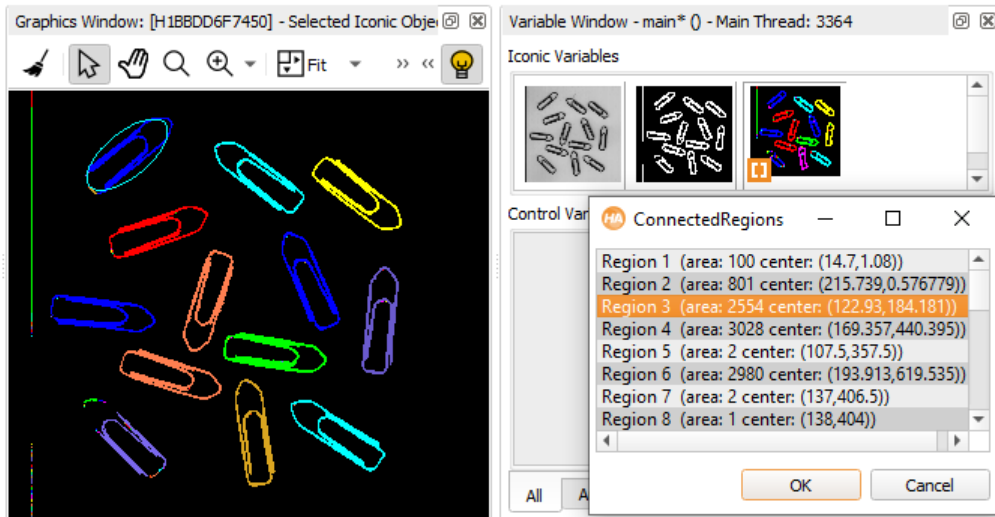 Graphics Window: [H1BBDD6F7450] - Selected Iconic Obje
Fit
Variable Window - main* () - Main Thread: 3364
Iconic Variables
Control Var
HA ConnectedRegions
Region 1 (area: 100 center: (14.7,1.08))
Region 2 (area: 801 center: (215.739,0.576779))
Region 3 (area: 2554 center: (122.93,184.181))
Region 4 (area: 3028 center: (169.357,440.395))
Region 5 (area: 2 center: (107.5,357.5))
Region 6 (area: 2980 center: (193.913,619.535))
Region 7 (area: 2 center: (137,406.5))
Region 8 (area: 1 center: (138,404))
OK
Cancel
All
A